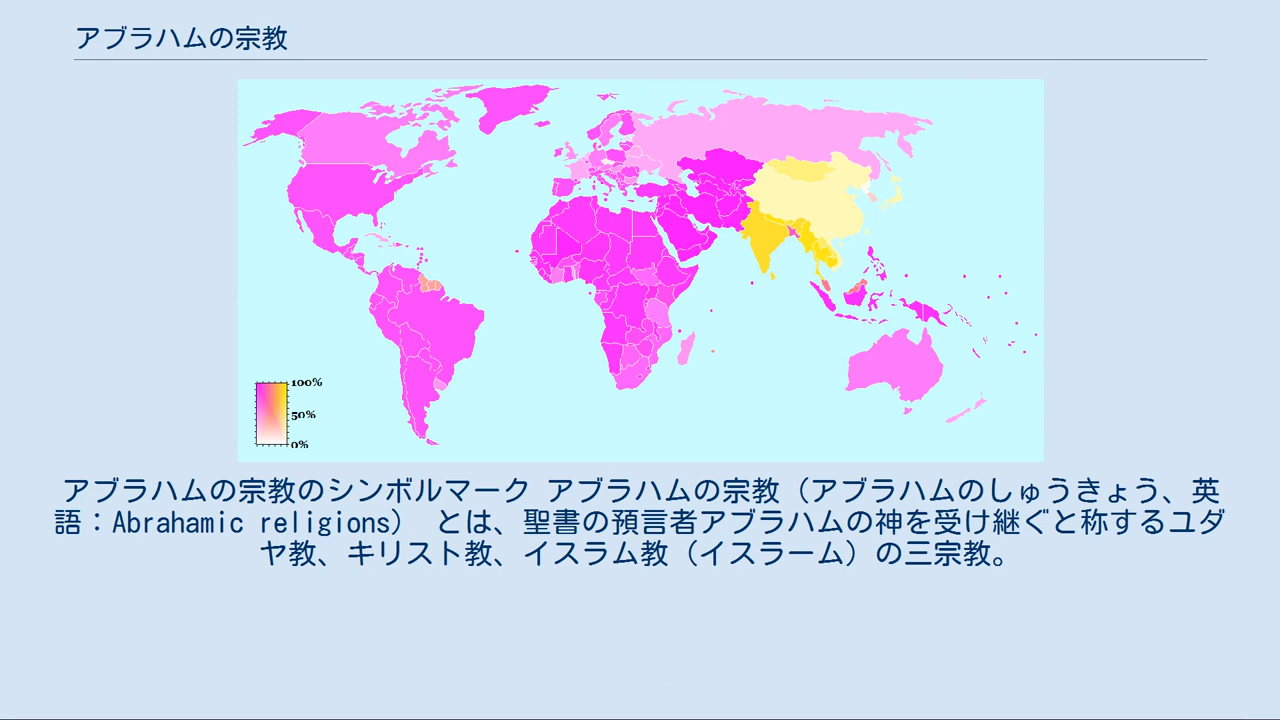 アブラハムの宗教
100%
50%
0%
アブラハムの宗教のシンボルマーク アブラハムの宗教（アブラハムのしゅうきょう、英
語：Abrahamic religions） とは、聖書の預言者アブラハムの神を受け継ぐと称するユダ
ヤ教、キリスト教、イスラム教（イスラーム）の三宗教。